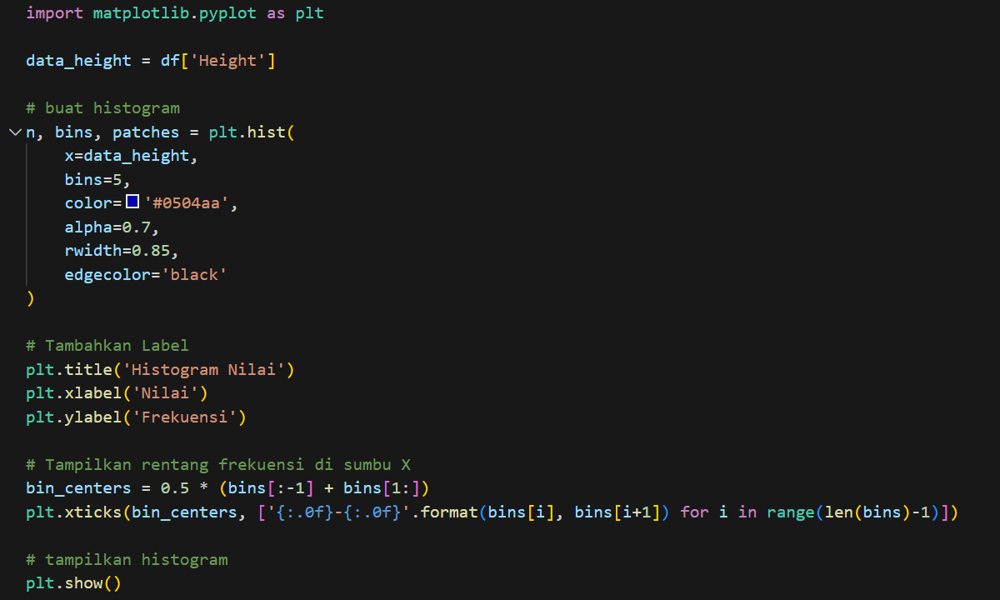 import matplotlib.pyplot as plt
data_height = df['Height']
# buat histogram
n, bins, patches = plt.hist(
    x=data_height,
    bins=5,
    color='#0504aa',
    alpha=0.7,
    rwidth=0.85,
    edgecolor='black'
)
# Tambahkan Label
plt.title('Histogram Nilai')
plt.xlabel('Nilai')
plt.ylabel('Frekuensi')
# Tampilkan rentang frekuensi di sumbu X
bin_centers = 0.5 * (bins[:-1] + bins[1:])
plt.xticks(bin_centers, ['{:.0f}-{:.0f}'.format(bins[i], bins[i+1]) for i in range(len(bins)-1)])
# tampilkan histogram
plt.show()